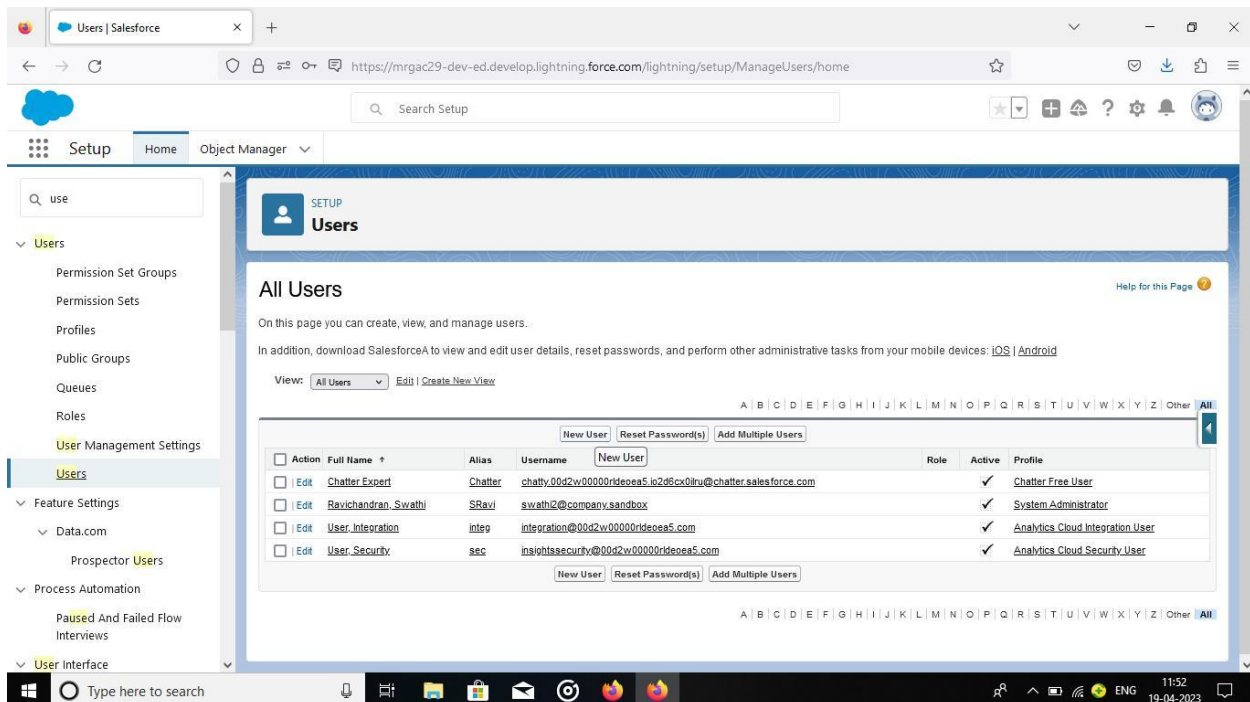 Users | Salesforce
https://mrgac29-dev-ed.develop.lightning.force.com/lightning/setup/ManageUsers/home
Search Setup
Setup Home Object Manager
use
Users
Permission Set Groups
Permission Sets
Profiles
Public Groups
Queues
Roles
User Management Settings
Users
Feature Settings
Data.com
Prospector Users
Process Automation
Paused And Failed Flow
Interviews
User Interface
SETUP
Users
All Users
Help for this Page
On this page you can create, view, and manage users.
In addition, download SalesforceA to view and edit user details, reset passwords, and perform other administrative tasks from your mobile devices: iOS | Android
View: All Users Edit | Create New View
A | B | C | D | E | F | G | H | I | J | K | L | M | N | O | P | Q | R | S | T | U | V | W | X | Y | Z | Other All
New User Reset Password(s) Add Multiple Users
Action Full Name ↑ Alias Username Role Active Profile
New User
Edit Chatter Expert Chatter chatty.00d2w00000rldeoea5.io2d6cx0ilru@chatter.salesforce.com ✓ Chatter Free User
Edit Ravichandran, Swathi SRavi swathi2@company.sandbox ✓ System Administrator
Edit User, Integration integ integration@00d2w00000rldeoea5.com ✓ Analytics Cloud Integration User
Edit User, Security sec insightssecurity@00d2w00000rldeoea5.com ✓ Analytics Cloud Security User
New User Reset Password(s) Add Multiple Users
A | B | C | D | E | F | G | H | I | J | K | L | M | N | O | P | Q | R | S | T | U | V | W | X | Y | Z | Other All
Type here to search
ENG
11:52
19-04-2023